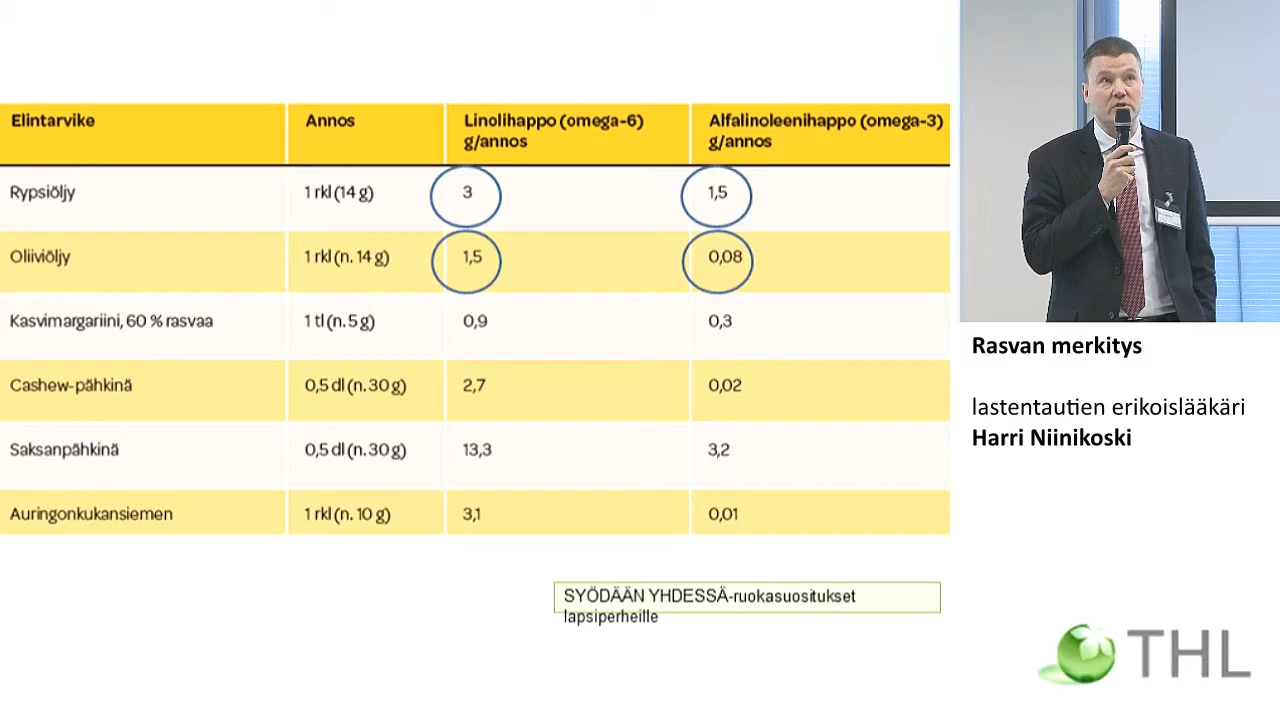 Elintarvike Annos Linolihappo (omega-6) g/annos Alfalinoleenihappo (omega-3) g/annos
Rypsiöljy 1 rkl (14 g) 3 1,5
Oliiviöljy 1 rkl (n. 14 g) 1,5 0,08
Kasvimargariini, 60 % rasvaa 1 tl (n. 5 g) 0,9 0,3
Cashew-pähkinä 0,5 dl (n. 30 g) 2,7 0,02
Saksanpähkinä 0,5 dl (n. 30 g) 13,3 3,2
Auringonkukansiemen 1 rkl (n. 10 g) 3,1 0,01
SYÖDÄÄN YHDESSÄ-ruokasuositukset
lapsiperheille
Rasvan merkitys
lastentautien erikoislääkäri
Harri Niinikoski
THL